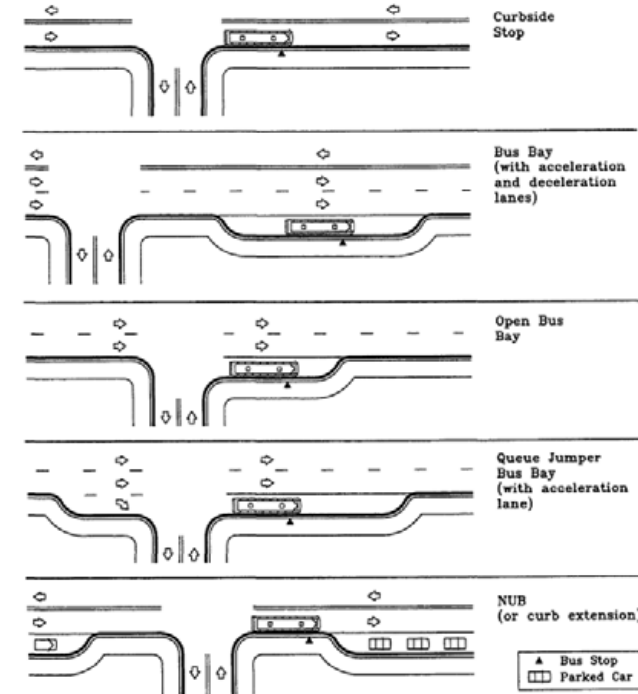 Curbside
Stop
Bus Bay
(with acceleration
and deceleration
lanes)
Open Bus
Bay
Queue Jumper
Bus Bay
(with acceleration
lane)
NUB
(or curb extension)
Bus Stop
Parked Car